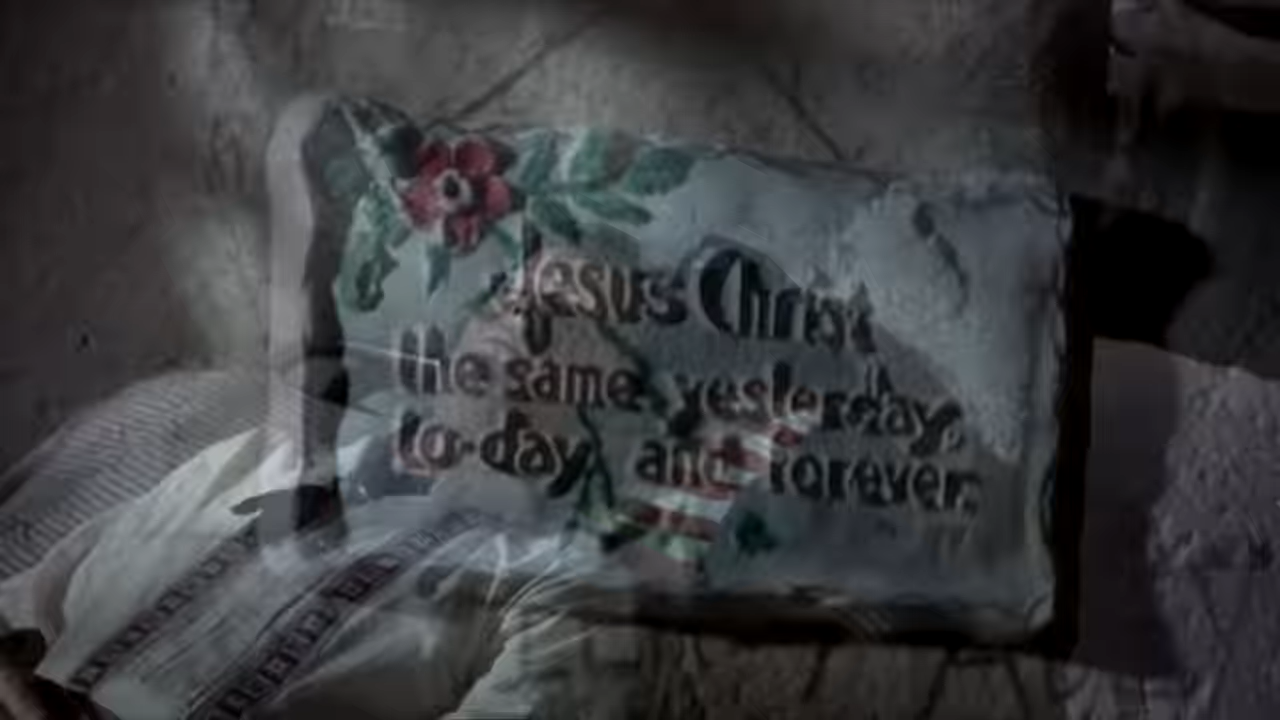 Jesus Christ
the same yesterday,
to-day, and forever.